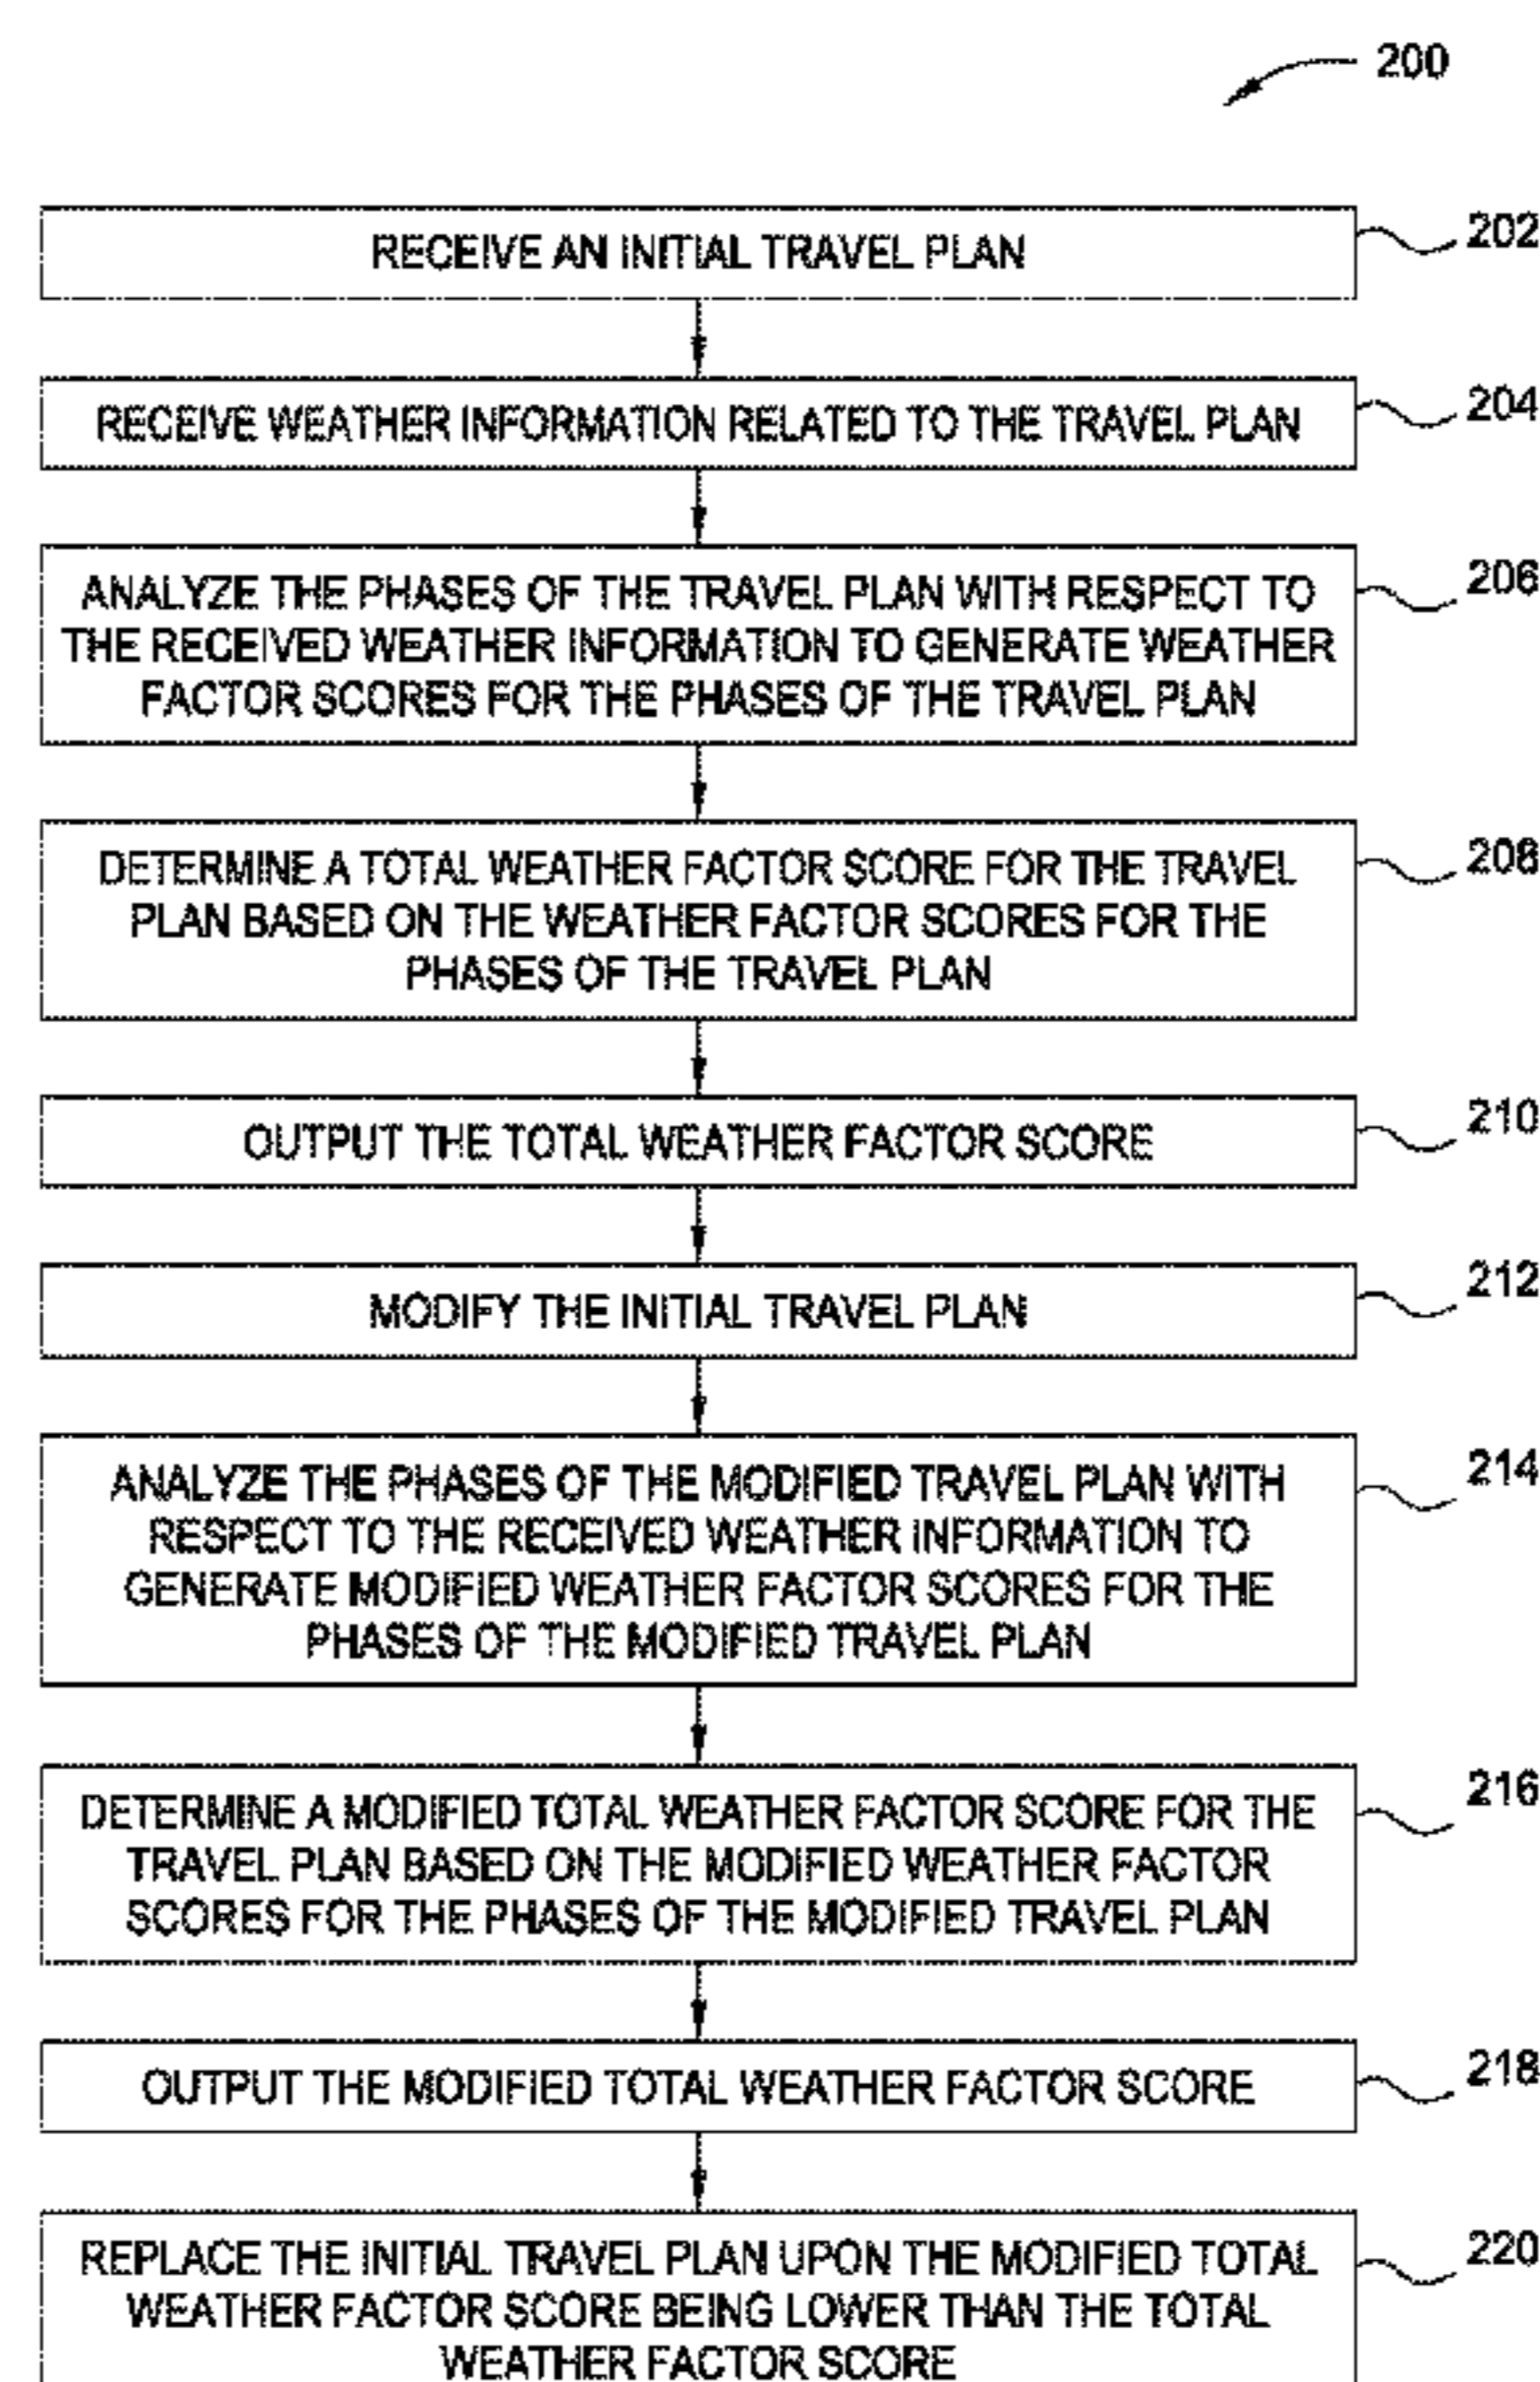 200
RECEIVE AN INITIAL TRAVEL PLAN
202
RECEIVE WEATHER INFORMATION RELATED TO THE TRAVEL PLAN
204
ANALYZE THE PHASES OF THE TRAVEL PLAN WITH RESPECT TO
THE RECEIVED WEATHER INFORMATION TO GENERATE WEATHER
FACTOR SCORES FOR THE PHASES OF THE TRAVEL PLAN
206
DETERMINE A TOTAL WEATHER FACTOR SCORE FOR THE TRAVEL
PLAN BASED ON THE WEATHER FACTOR SCORES FOR THE
PHASES OF THE TRAVEL PLAN
208
OUTPUT THE TOTAL WEATHER FACTOR SCORE
210
MODIFY THE INITIAL TRAVEL PLAN
212
ANALYZE THE PHASES OF THE MODIFIED TRAVEL PLAN WITH
RESPECT TO THE RECEIVED WEATHER INFORMATION TO
GENERATE MODIFIED WEATHER FACTOR SCORES FOR THE
PHASES OF THE MODIFIED TRAVEL PLAN
214
DETERMINE A MODIFIED TOTAL WEATHER FACTOR SCORE FOR THE
TRAVEL PLAN BASED ON THE MODIFIED WEATHER FACTOR
SCORES FOR THE PHASES OF THE MODIFIED TRAVEL PLAN
216
OUTPUT THE MODIFIED TOTAL WEATHER FACTOR SCORE
218
REPLACE THE INITIAL TRAVEL PLAN UPON THE MODIFIED TOTAL
WEATHER FACTOR SCORE BEING LOWER THAN THE TOTAL
WEATHER FACTOR SCORE
220